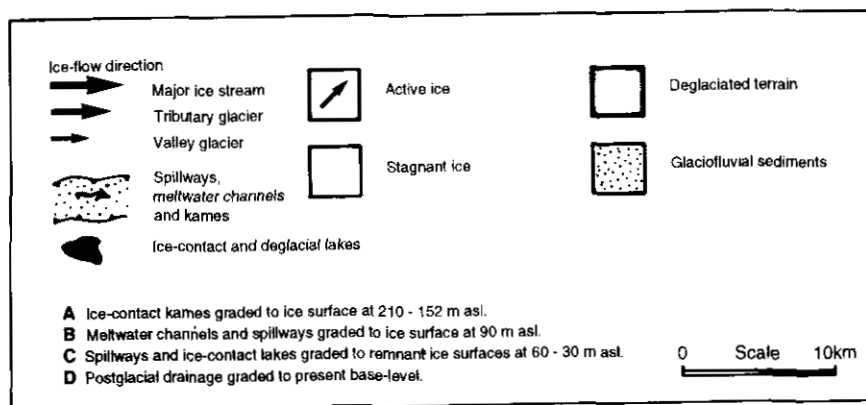 Ice-flow direction
Major ice stream
Tributary glacier
Valley glacier
Spillways,
meltwater channels
and kames
Ice-contact and deglacial lakes
Active ice
Stagnant ice
Deglaciated terrain
Glaciofluvial sediments
A Ice-contact kames graded to ice surface at 210 - 152 m asl.
B Meltwater channels and spillways graded to ice surface at 90 m asl.
C Spillways and ice-contact lakes graded to remnant ice surfaces at 60 - 30 m asl.
D Postglacial drainage graded to present base-level.
0 Scale 10km